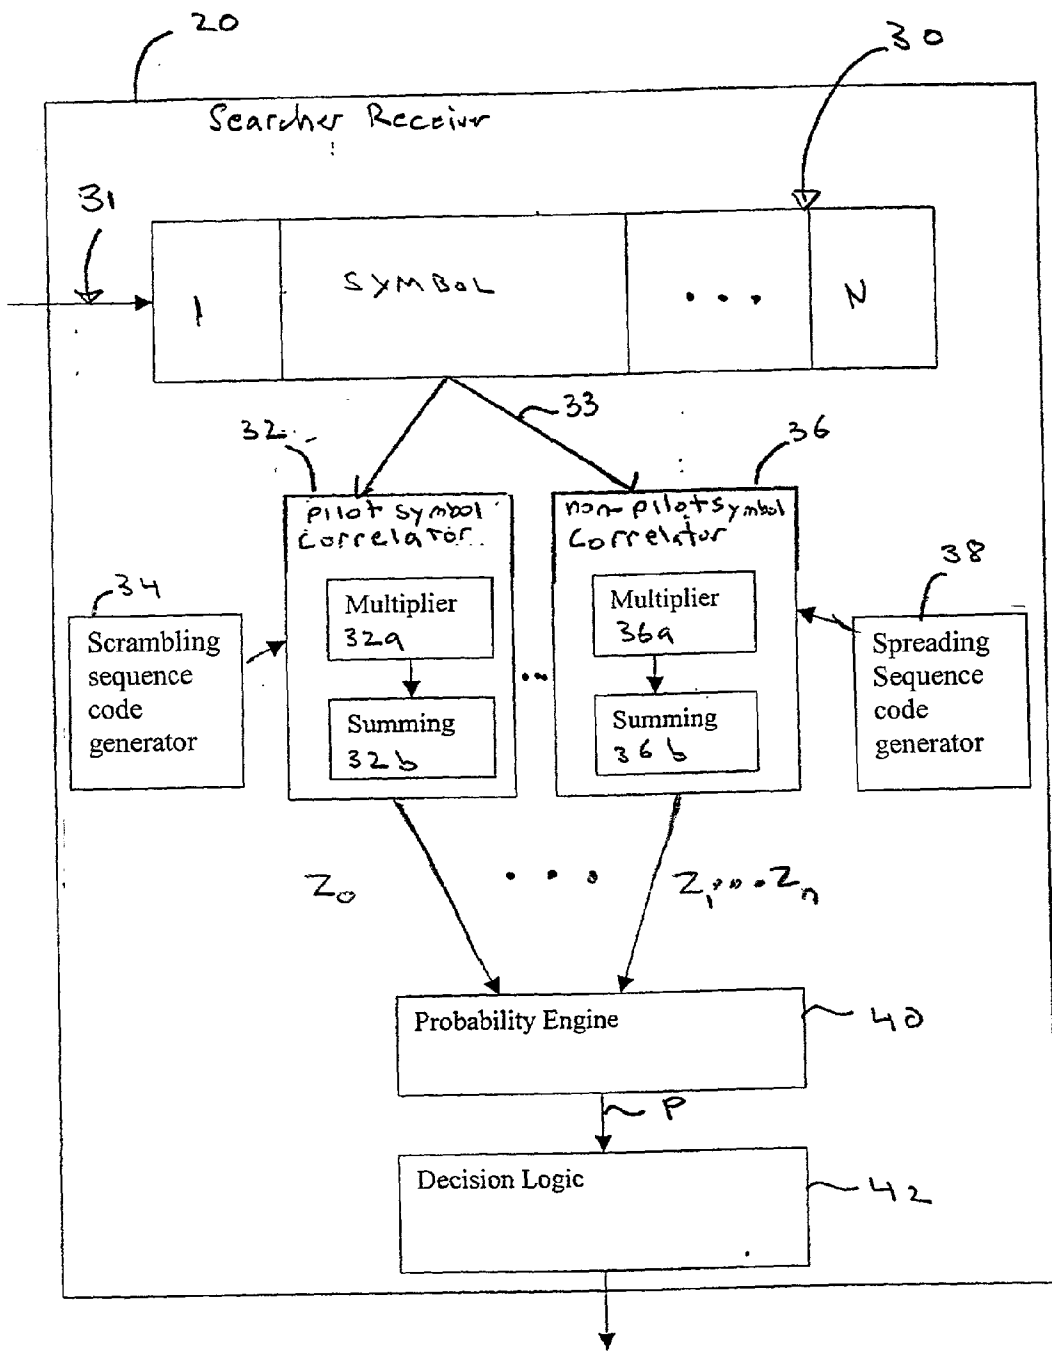 20
30
Searcher Receiver
31
1
SYMBOL
...
N
33
32
36
pilot symbol
Correlator
non-pilot symbol
Correlator
34
38
Scrambling
sequence
code
generator
Multiplier
32a
Summing
32b
...
Multiplier
36a
Summing
36b
Spreading
Sequence
code
generator
Z0
...
Z1...Zn
Probability Engine
40
P
Decision Logic
42